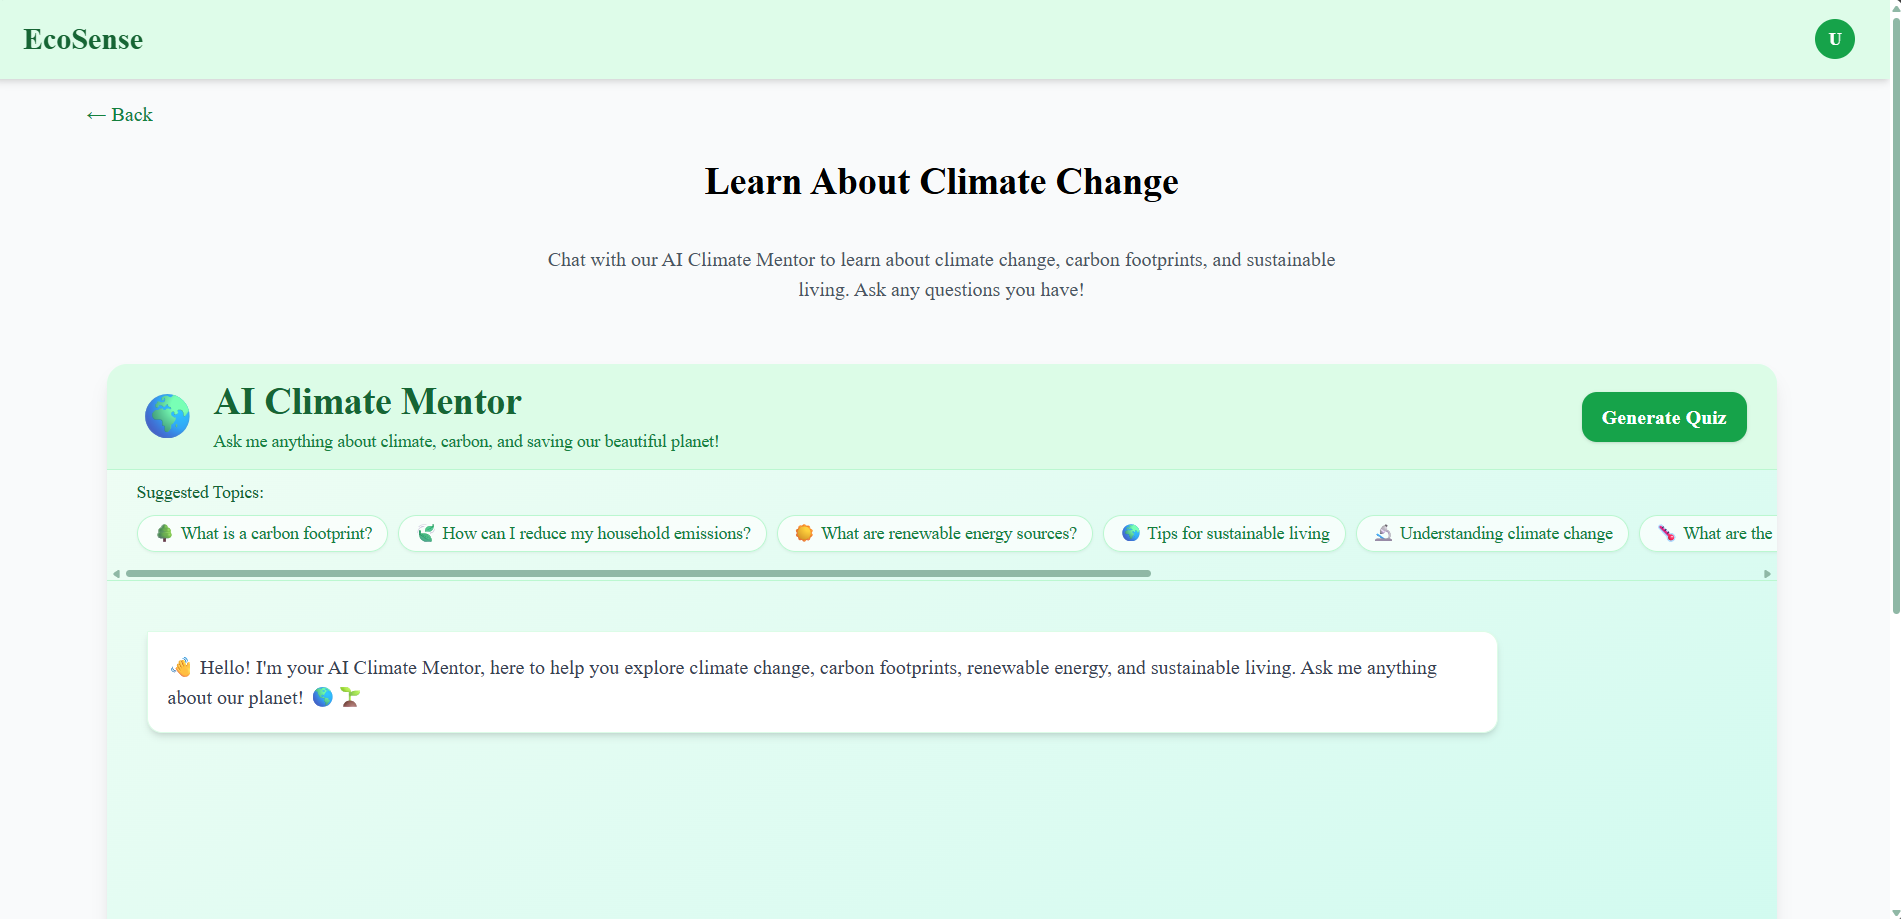 EcoSense
U
← Back
Learn About Climate Change
Chat with our AI Climate Mentor to learn about climate change, carbon footprints, and sustainable
living. Ask any questions you have!
AI Climate Mentor
Ask me anything about climate, carbon, and saving our beautiful planet!
Generate Quiz
Suggested Topics:
What is a carbon footprint?
How can I reduce my household emissions?
What are renewable energy sources?
Tips for sustainable living
Understanding climate change
What are the
👋 Hello! I'm your AI Climate Mentor, here to help you explore climate change, carbon footprints, renewable energy, and sustainable living. Ask me anything
about our planet! 🌎 🌱